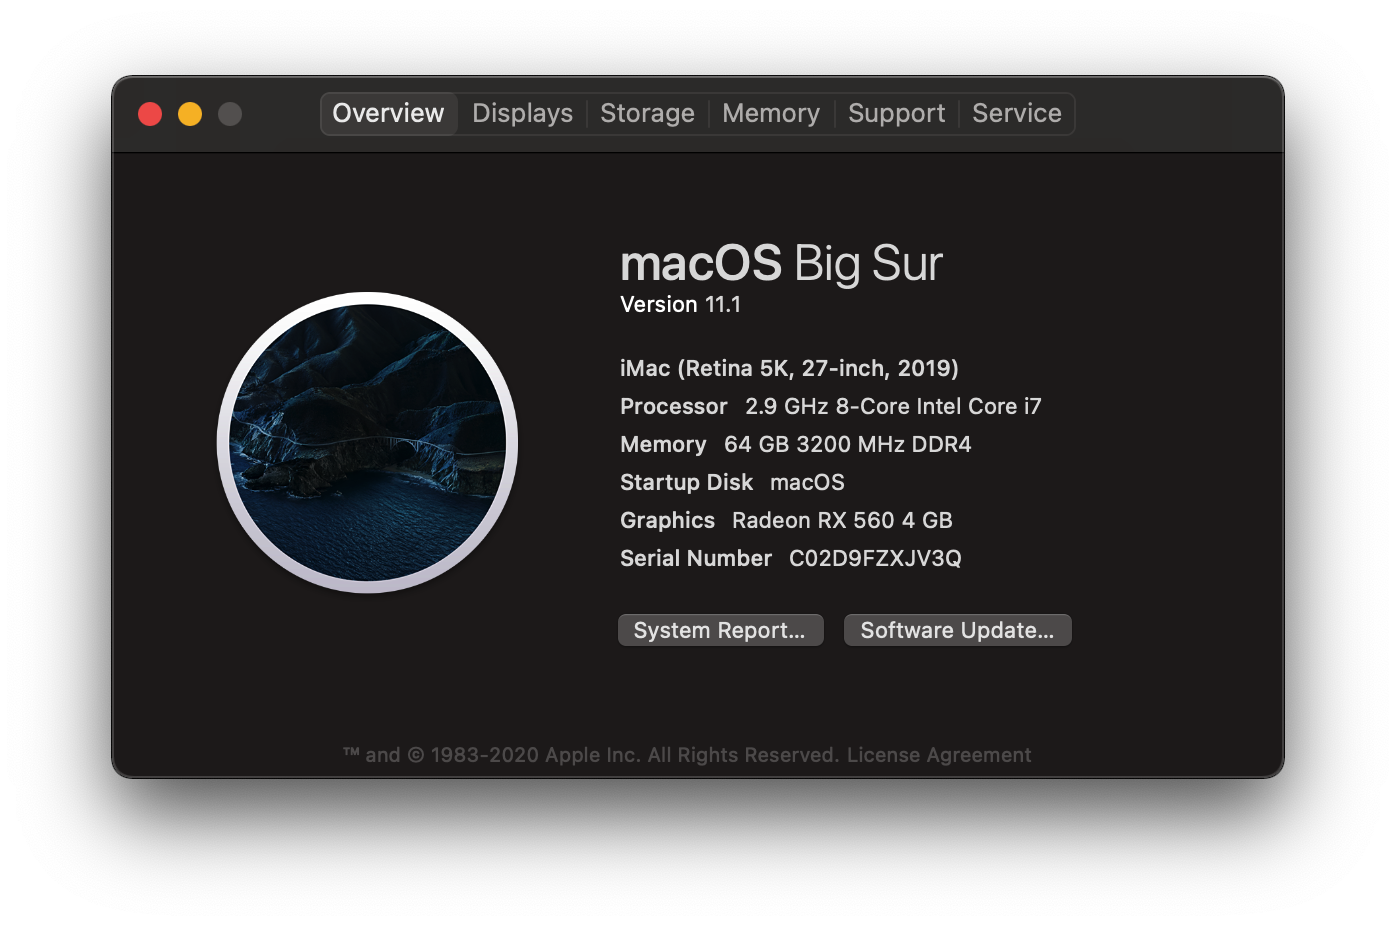 Overview Displays Storage Memory Support Service
macOS Big Sur
Version 11.1
iMac (Retina 5K, 27-inch, 2019)
Processor 2.9 GHz 8-Core Intel Core i7
Memory 64 GB 3200 MHz DDR4
Startup Disk macOS
Graphics Radeon RX 560 4 GB
Serial Number C02D9FZXJV3Q
System Report... Software Update...
™ and © 1983-2020 Apple Inc. All Rights Reserved. License Agreement